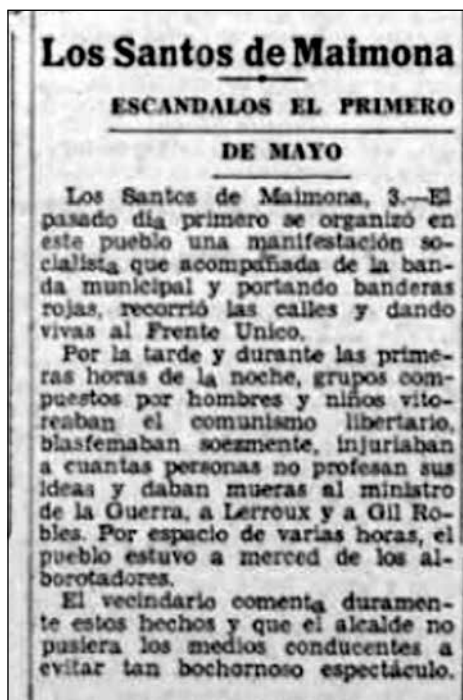 Los Santos de Maimona
ESCANDALOS EL PRIMERO
DE MAYO
Los Santos de Maimona, 3.—El
pasado día primero se organizó en
este pueblo una manifestación so-
cialista que acompañada de la ban-
da municipal y portando banderas
rojas, recorrió las calles y dando
vivas al Frente Unico.
Por la tarde y durante las prime-
ras horas de la noche, grupos com-
puestos por hombres y niños vito-
reaban el comunismo libertario,
blasfemaban soezmente, injuriaban
a cuantas personas no profesan sus
ideas y daban mueras al ministro
de la Guerra, a Lerroux y a Gil Ro-
bles. Por espacio de varias horas, el
pueblo estuvo a merced de los al-
borotadores.
El vecindario comenta duramen-
te estos hechos y que el alcalde no
pusiera los medios conducentes a
evitar tan bochornoso espectáculo.